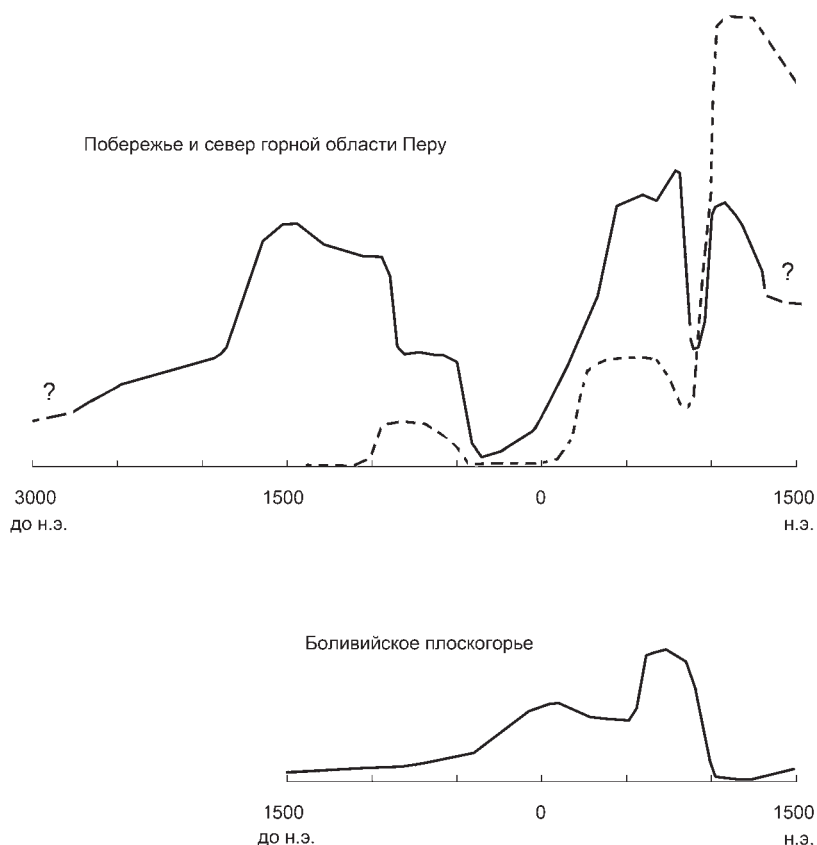 Побережье и север горной области Перу
?
?
3000 1500 0 1500
до н.э. н.э.
Боливийское плоскогорье
1500 0 1500
до н.э. н.э.